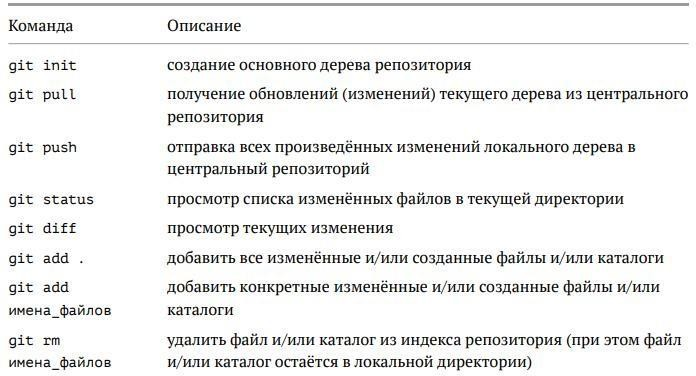 Команда Описание
git init создание основного дерева репозитория
git pull получение обновлений (изменений) текущего дерева из центрального
репозитория
git push отправка всех произведённых изменений локального дерева в
центральный репозиторий
git status просмотр списка изменённых файлов в текущей директории
git diff просмотр текущих изменения
git add . добавить все изменённые и/или созданные файлы и/или каталоги
git add добавить конкретные изменённые и/или созданные файлы и/или
имена_файлов каталоги
git rm удалить файл и/или каталог из индекса репозитория (при этом файл
имена_файлов и/или каталог остаётся в локальной директории)